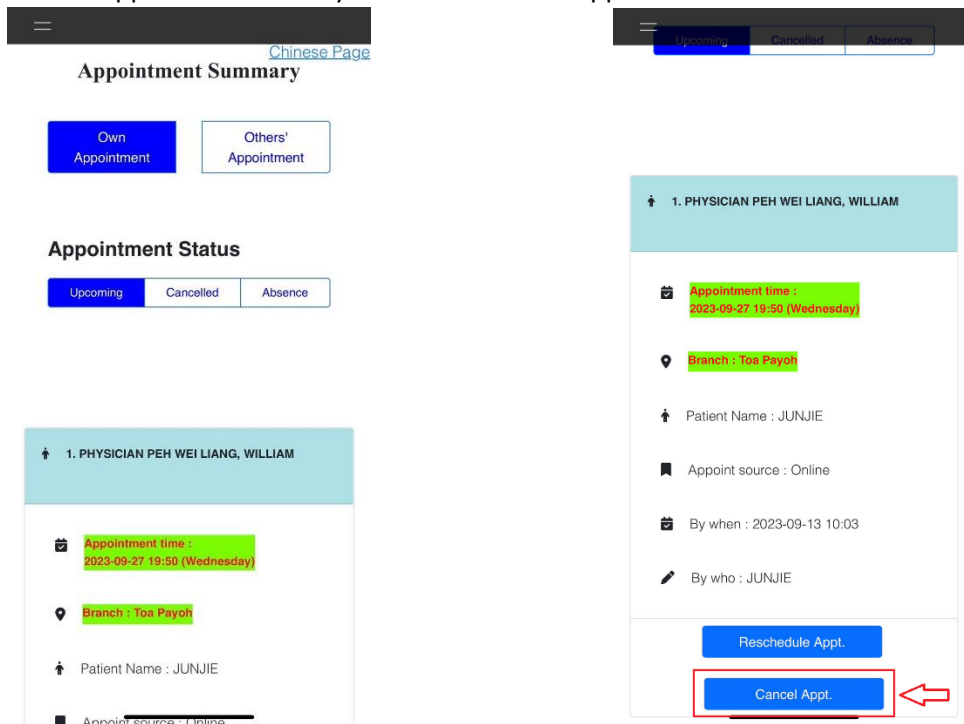 Chinese Page
Appointment Summary
Own
Appointment
Others'
Appointment
Appointment Status
Upcoming
Cancelled
Absence
1. PHYSICIAN PEH WEI LIANG, WILLIAM
Appointment time :
2023-09-27 19:50 (Wednesday)
Branch : Toa Payoh
Patient Name : JUNJIE
Appoint source : Online
Upcoming
Cancelled
Absence
1. PHYSICIAN PEH WEI LIANG, WILLIAM
Appointment time :
2023-09-27 19:50 (Wednesday)
Branch : Toa Payoh
Patient Name : JUNJIE
Appoint source : Online
By when : 2023-09-13 10:03
By who : JUNJIE
Reschedule Appt.
Cancel Appt.